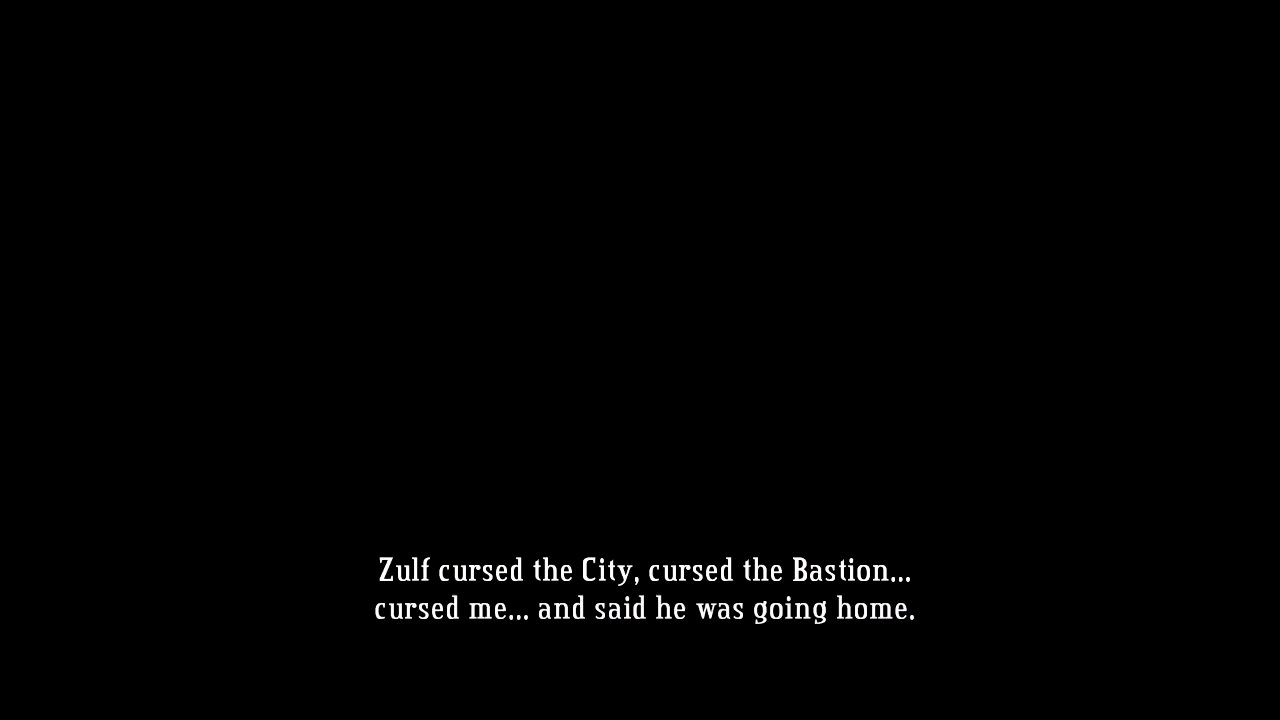 Zulf cursed the City, cursed the Bastion...
cursed me... and said he was going home.